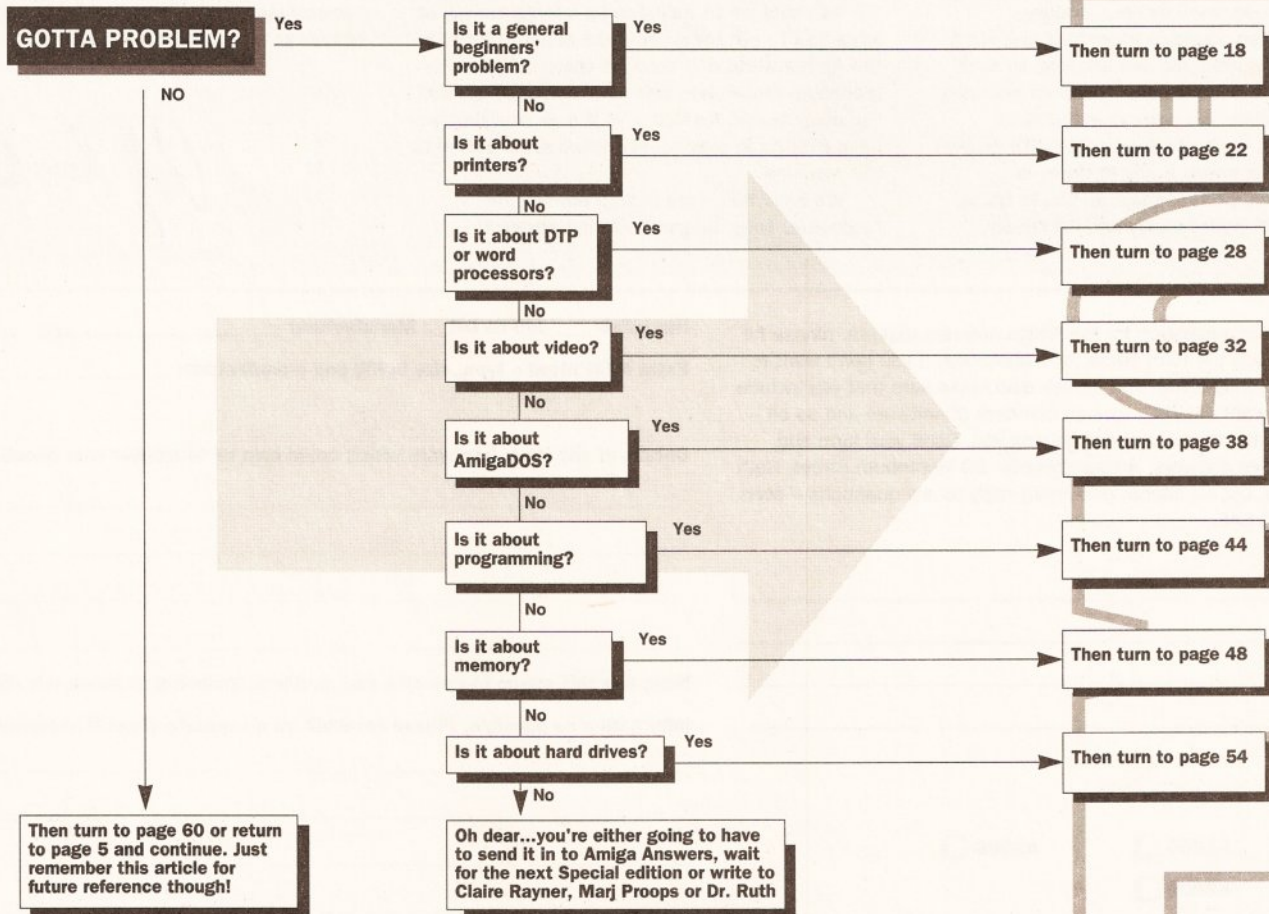 GOTTA PROBLEM?
Yes
NO
Is it a general
beginners'
problem?
Yes
Then turn to page 18
No
Is it about
printers?
Yes
Then turn to page 22
No
Is it about DTP
or word
processors?
Yes
Then turn to page 28
No
Is it about video?
Yes
Then turn to page 32
No
Is it about
AmigaDOS?
Yes
Then turn to page 38
No
Is it about
programming?
Yes
Then turn to page 44
No
Is it about
memory?
Yes
Then turn to page 48
No
Is it about hard drives?
Yes
Then turn to page 54
No
Then turn to page 60 or return
to page 5 and continue. Just
remember this article for
future reference though!
Oh dear...you're either going to have
to send it in to Amiga Answers, wait
for the next Special edition or write to
Claire Rayner, Marj Proops or Dr. Ruth